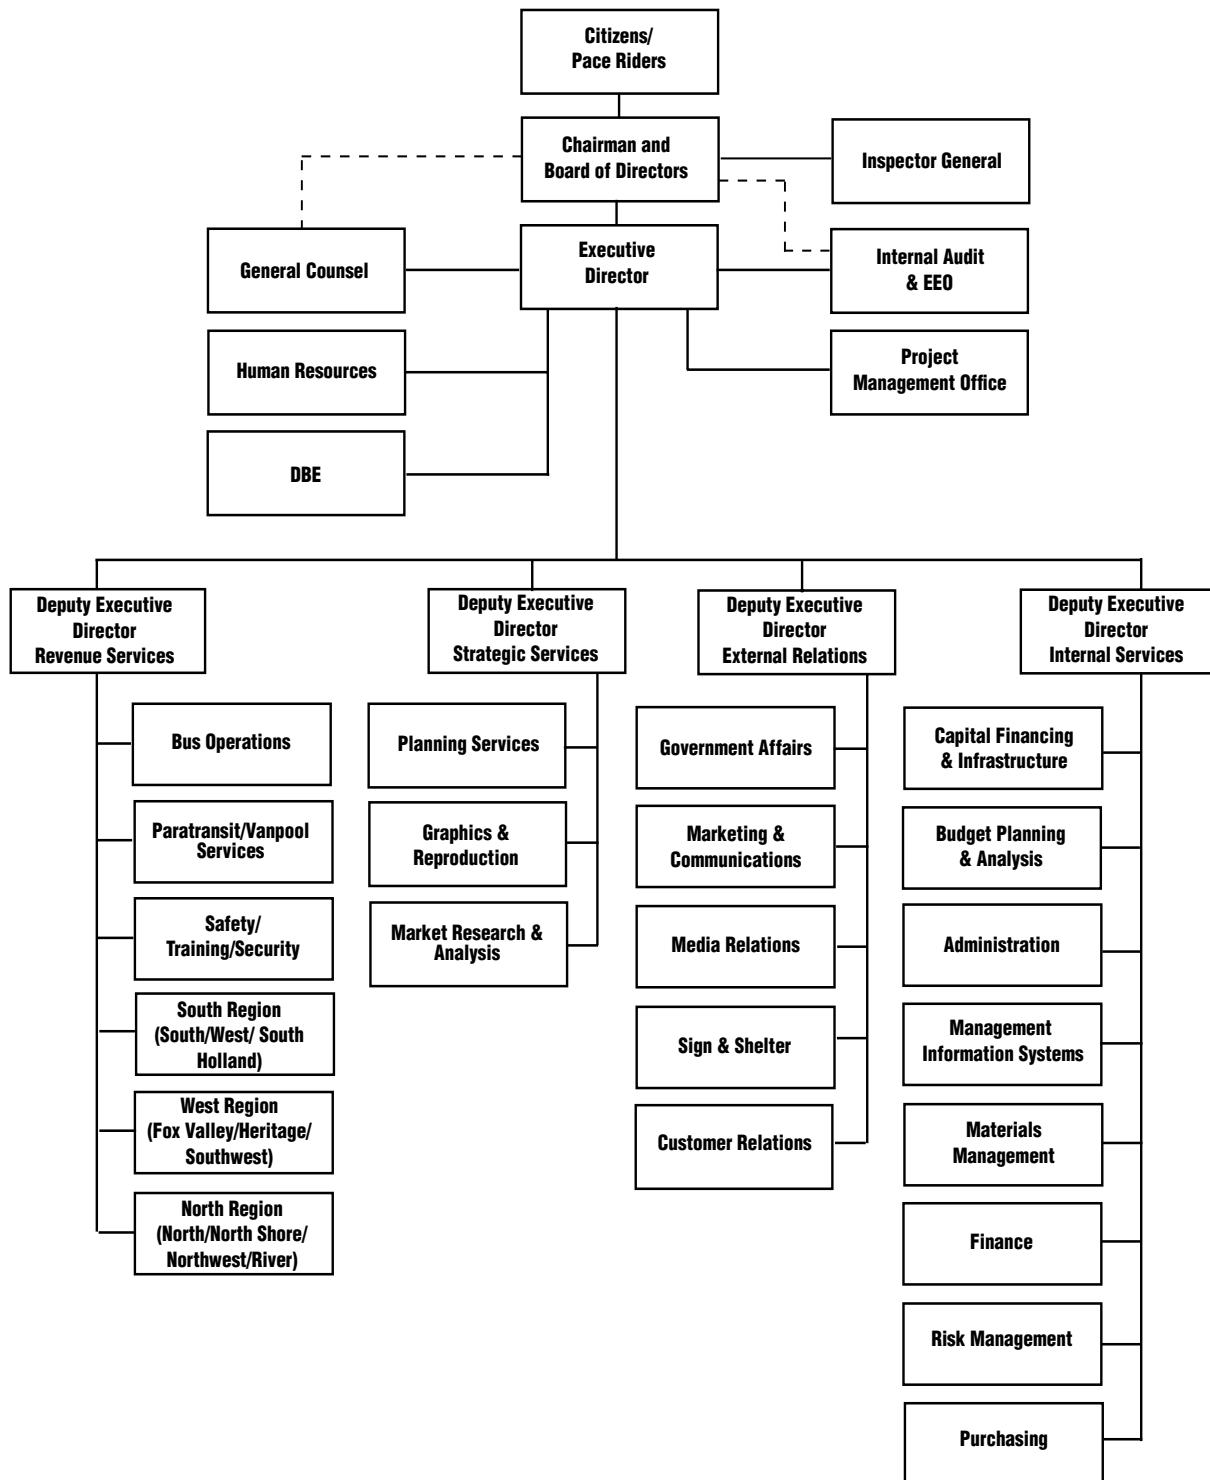 Citizens/
Pace Riders
Chairman and
Board of Directors
Inspector General
General Counsel
Executive
Director
Internal Audit
& EEO
Human Resources
Project
Management Office
DBE
Deputy Executive
Director
Revenue Services
Deputy Executive
Director
Strategic Services
Deputy Executive
Director
External Relations
Deputy Executive
Director
Internal Services
Bus Operations
Paratransit/Vanpool
Services
Safety/
Training/Security
South Region
(South/West/ South
Holland)
West Region
(Fox Valley/Heritage/
Southwest)
North Region
(North/North Shore/
Northwest/River)
Planning Services
Graphics &
Reproduction
Market Research &
Analysis
Government Affairs
Marketing &
Communications
Media Relations
Sign & Shelter
Customer Relations
Capital Financing
& Infrastructure
Budget Planning
& Analysis
Administration
Management
Information Systems
Materials
Management
Finance
Risk Management
Purchasing